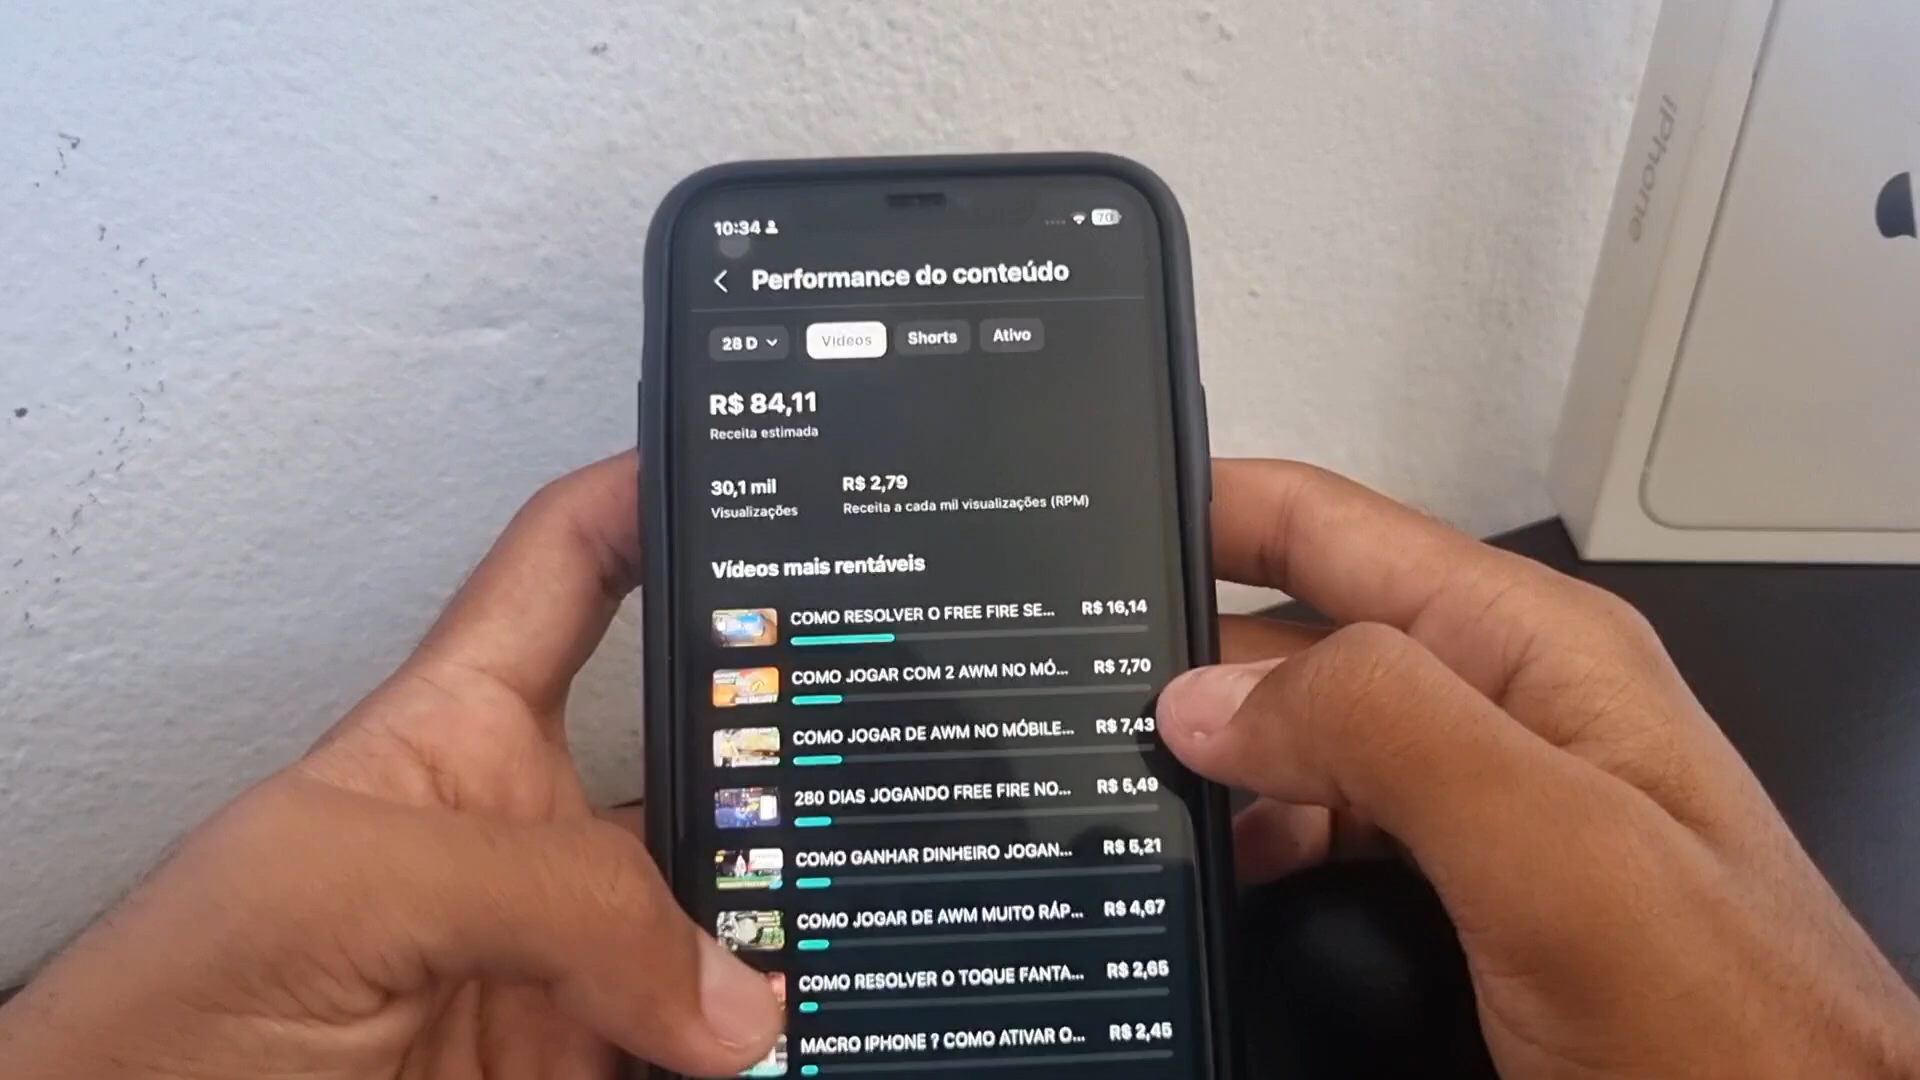 10:34
70
Performance do conteúdo
28 D
Vídeos
Shorts
Ativo
R$ 84,11
Receita estimada
30,1 mil
Visualizações
R$ 2,79
Receita a cada mil visualizações (RPM)
Vídeos mais rentáveis
COMO RESOLVER O FREE FIRE SE... R$ 16,14
COMO JOGAR COM 2 AWM NO MÓ... R$ 7,70
COMO JOGAR DE AWM NO MÓBILE... R$ 7,43
280 DIAS JOGANDO FREE FIRE NO... R$ 5,49
COMO GANHAR DINHEIRO JOGAN... R$ 5,21
COMO JOGAR DE AWM MUITO RÁP... R$ 4,67
COMO RESOLVER O TOQUE FANTA... R$ 2,65
MACRO IPHONE ? COMO ATIVAR O... R$ 2,45
iPhone